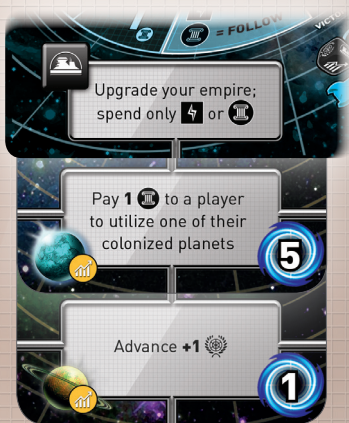 = FOLLOW
VICTOR
Upgrade your empire;
spend only or
Pay 1 to a player
to utilize one of their
colonized planets
5
Advance +1
1